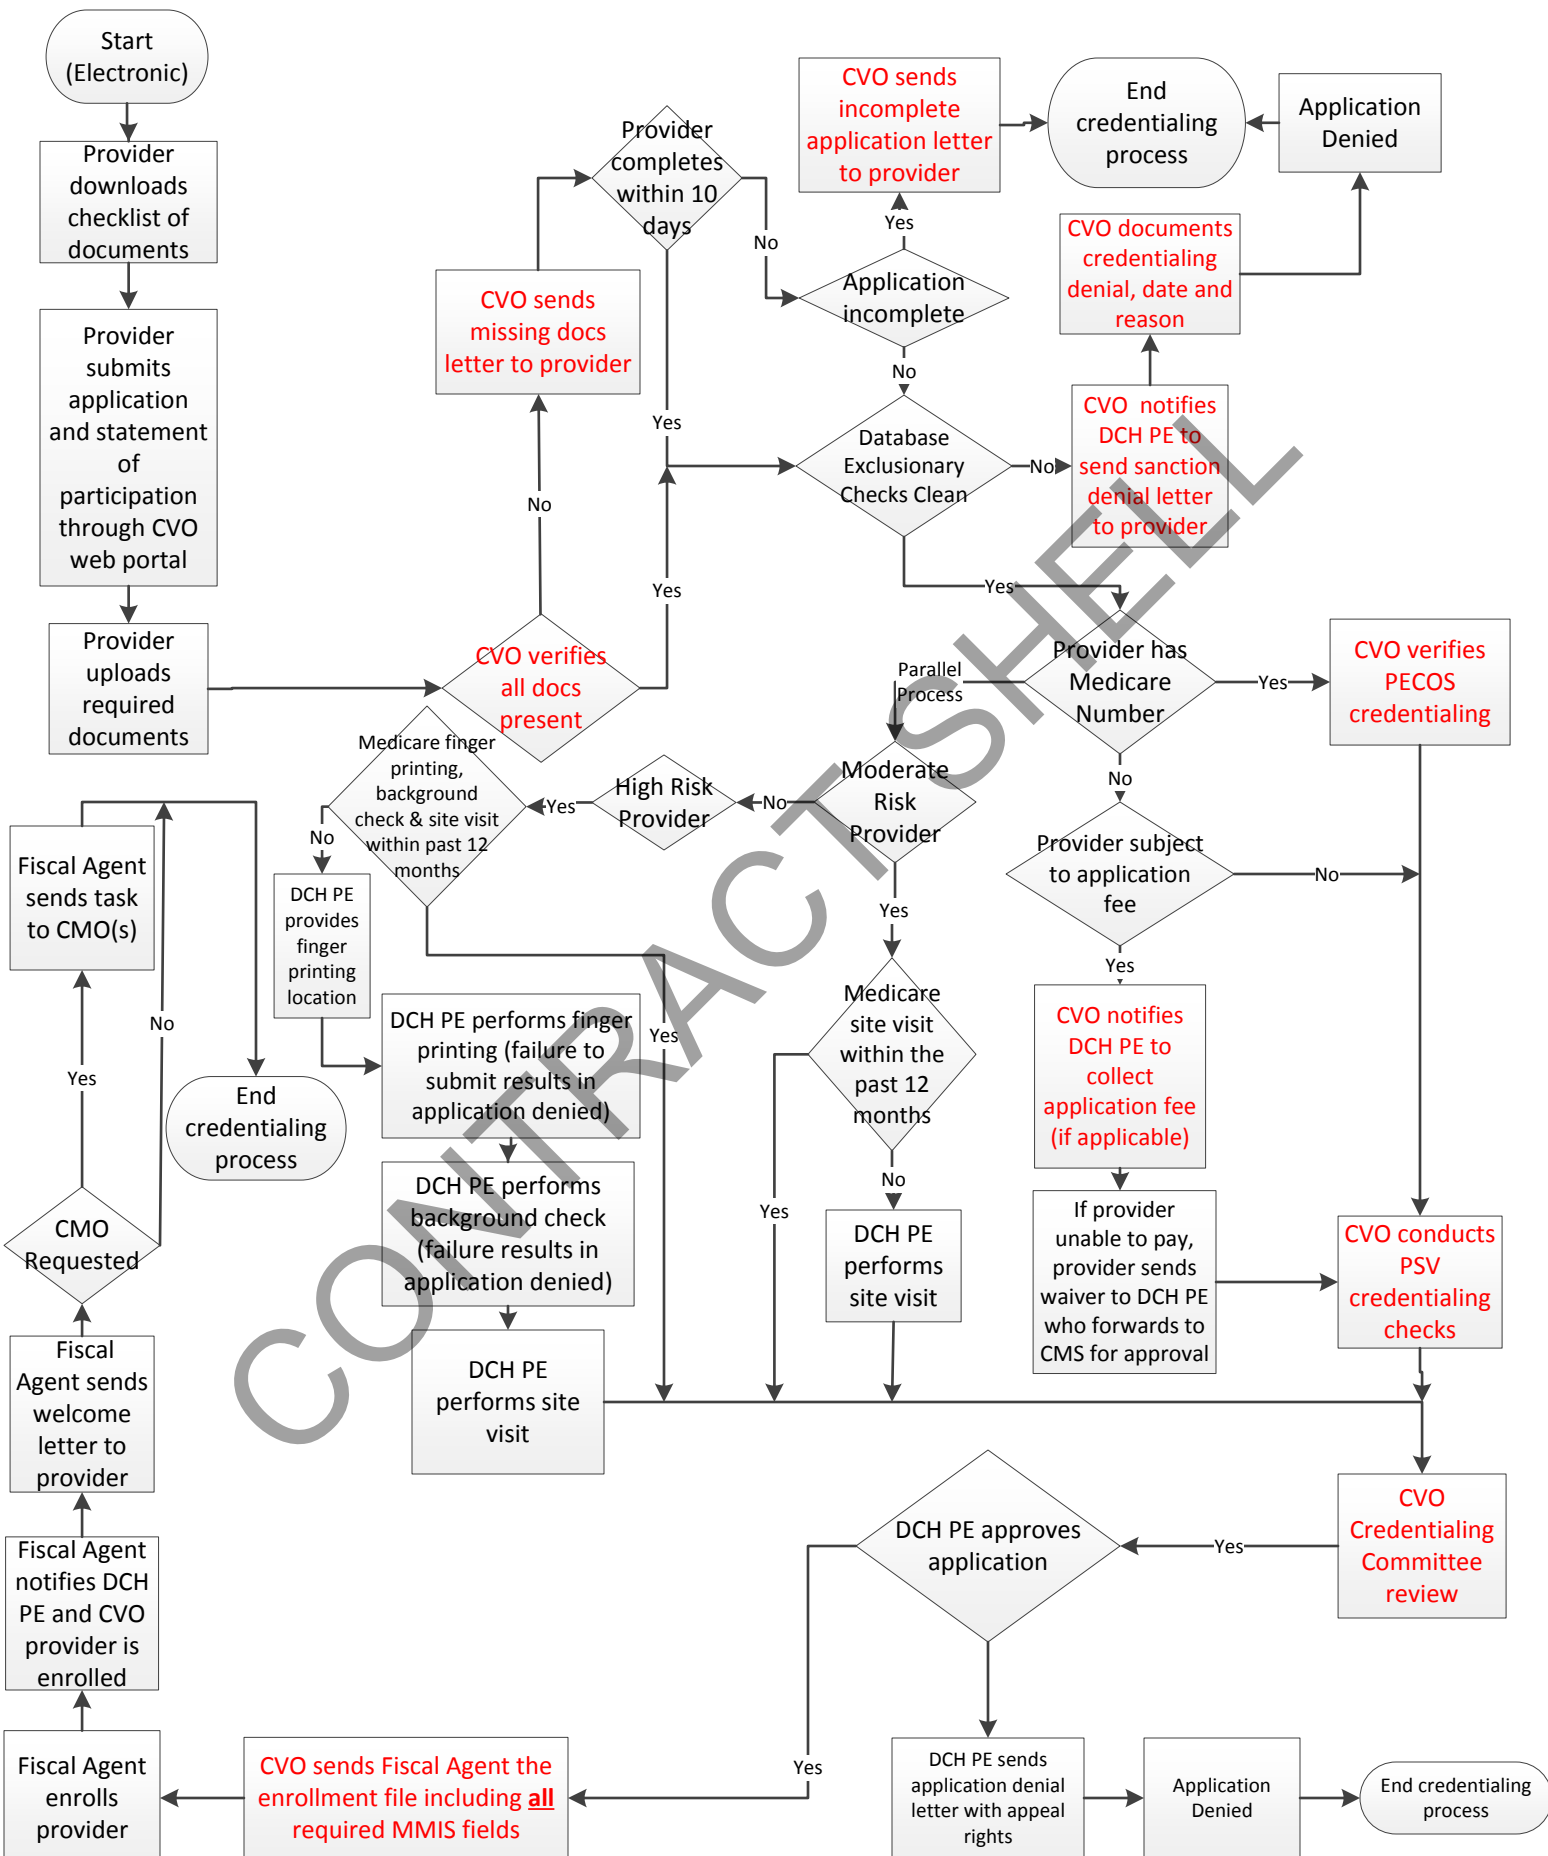 Start
(Electronic)
Provider
downloads
checklist of
documents
Provider
submits
application
and statement
of
participation
through CVO
web portal
Provider
uploads
required
documents
CVO verifies
all docs
present
No
CVO sends
missing docs
letter to provider
Provider
completes
within 10
days
No
Yes
Yes
Application
incomplete
Yes
CVO sends
incomplete
application letter
to provider
End
credentialing
process
Application
Denied
No
Database
Exclusionary
Checks Clean
No
CVO notifies
DCH PE to
send sanction
denial letter
to provider
CVO documents
credentialing
denial, date and
reason
Yes
Provider has
Medicare
Number
Yes
CVO verifies
PECOS
credentialing
Parallel
Process
No
Provider subject
to application
fee
No
Yes
CVO notifies
DCH PE to
collect
application fee
(if applicable)
If provider
unable to pay,
provider sends
waiver to DCH PE
who forwards to
CMS for approval
CVO conducts
PSV
credentialing
checks
Moderate
Risk
Provider
No
High Risk
Provider
Yes
Medicare finger
printing,
background
check & site visit
within past 12
months
No
DCH PE
provides
finger
printing
location
Yes
DCH PE performs finger
printing (failure to
submit results in
application denied)
DCH PE performs
background check
(failure results in
application denied)
DCH PE
performs site
visit
Yes
Medicare
site visit
within the
past 12
months
Yes
No
DCH PE
performs
site visit
CVO
Credentialing
Committee
review
Yes
DCH PE approves
application
DCH PE sends
application denial
letter with appeal
rights
Application
Denied
End credentialing
process
Yes
CVO sends Fiscal Agent the
enrollment file including all
required MMIS fields
Fiscal Agent
enrolls
provider
Fiscal Agent
notifies DCH
PE and CVO
provider is
enrolled
Fiscal
Agent sends
welcome
letter to
provider
CMO
Requested
Yes
No
Fiscal Agent
sends task
to CMO(s)
End
credentialing
process
CONTRACT SHELL